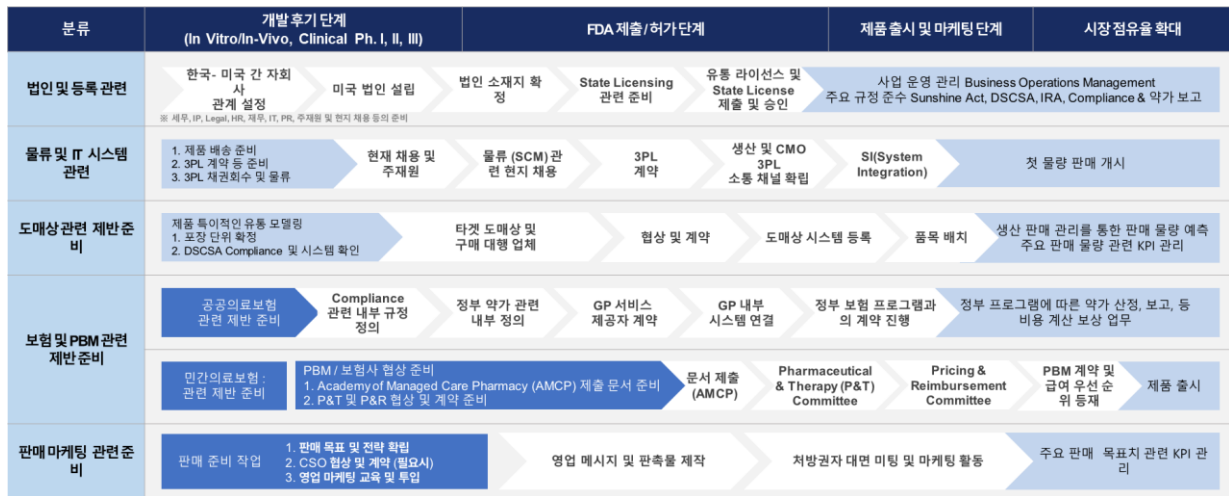 분류
개발 후기 단계
(In Vitro/In-Vivo, Clinical Ph. I, II, III)
FDA 제출/허가 단계
제품 출시 및 마케팅 단계
시장 점유율 확대
법인 및 등록 관련
한국- 미국 간 자회
사
관계 설정
미국 법인 설립
법인 소재지 확
정
State Licensing
관련 준비
유통 라이선스 및
State License
제출 및 승인
사업 운영 관리 Business Operations Management
주요 규정 준수 Sunshine Act, DSCSA, IRA, Compliance & 약가 보고
※ 세무, IP, Legal, HR, 재무, IT, PR, 주재원 및 현지 채용 등의 준비
물류 및 IT 시스템
관련
1. 제품 배송 준비
2. 3PL 계약 등 준비
3. 3PL 채권회수 및 물류
현재 채용 및
주재원
물류 (SCM) 관
련 현지 채용
3PL
계약
생산 및 CMO
3PL
소통 채널 확립
SI(System
Integration)
첫 물량 판매 개시
도매상 관련 제반 준
비
제품 특이적인 유통 모델링
1. 포장 단위 확정
2. DSCSA Compliance 및 시스템 확인
타겟 도매상 및
구매 대행 업체
협상 및 계약
도매상 시스템 등록
품목 배치
생산 판매 관리를 통한 판매 물량 예측
주요 판매 물량 관련 KPI 관리
보험 및 PBM 관련
제반 준비
공공의료보험
관련 제반 준비
Compliance
관련 내부 규정
정의
정부 약가 관련
내부 정의
GP 서비스
제공자 계약
GP 내부
시스템 연결
정부 보험 프로그램과
의 계약 진행
정부 프로그램에 따른 약가 산정, 보고, 등
비용 계산 보상 업무
민간의료보험 :
관련 제반 준비
PBM / 보험사 협상 준비
1. Academy of Managed Care Pharmacy (AMCP) 제출 문서 준비
2. P&T 및 P&R 협상 및 계약 준비
문서 제출
(AMCP)
Pharmaceutical
& Therapy (P&T)
Committee
Pricing &
Reimbursement
Committee
PBM 계약 및
급여 우선 순
위 등재
제품 출시
판매 마케팅 관련 준
비
판매 준비 작업
1. 판매 목표 및 전략 확립
2. CSO 협상 및 계약 (필요시)
3. 영업 마케팅 교육 및 투입
영업 메시지 및 판촉물 제작
처방권자 대면 미팅 및 마케팅 활동
주요 판매 목표치 관련 KPI 관
리